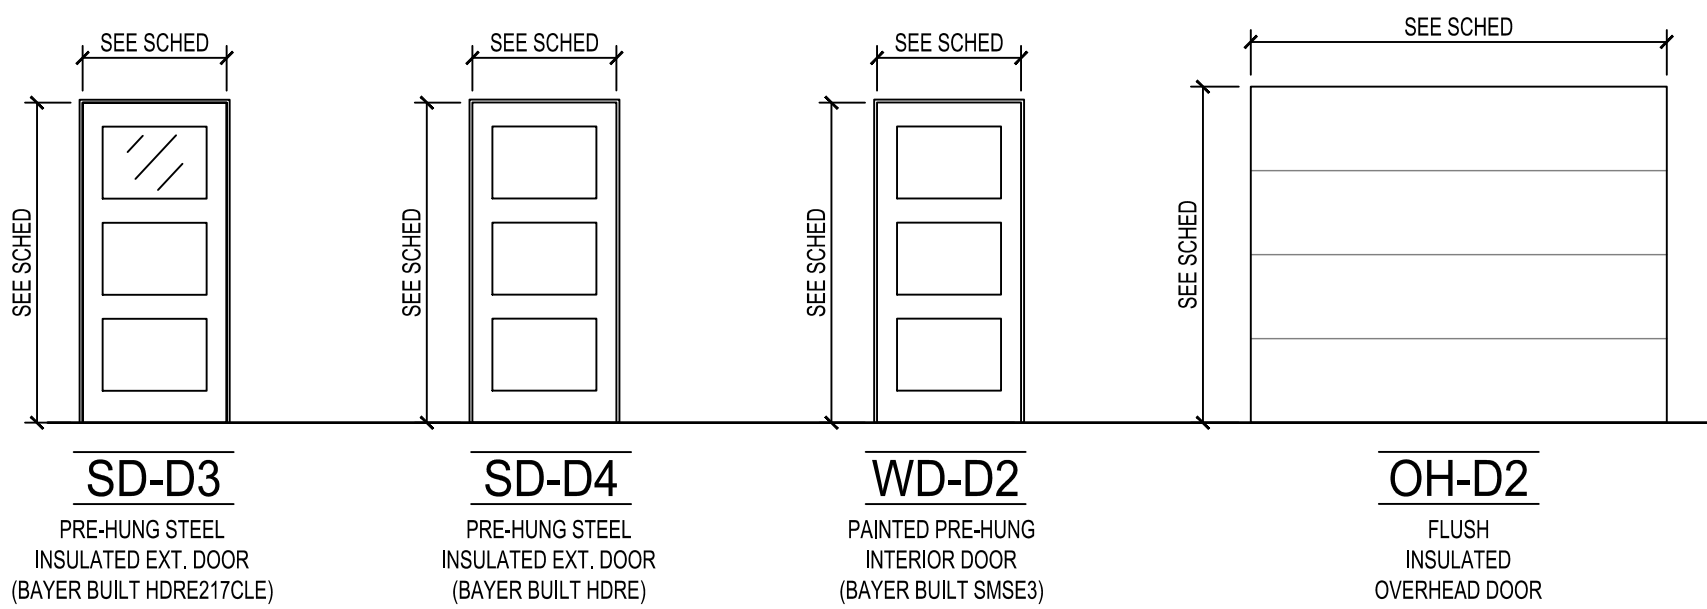 SEE SCHED
SEE SCHED
SEE SCHED
SEE SCHED
SEE SCHED
SEE SCHED
SEE SCHED
SEE SCHED
SD-D3
PRE-HUNG STEEL
INSULATED EXT. DOOR
(BAYER BUILT HDRE217CLE)
SD-D4
PRE-HUNG STEEL
INSULATED EXT. DOOR
(BAYER BUILT HDRE)
WD-D2
PAINTED PRE-HUNG
INTERIOR DOOR
(BAYER BUILT SMSE3)
OH-D2
FLUSH
INSULATED
OVERHEAD DOOR